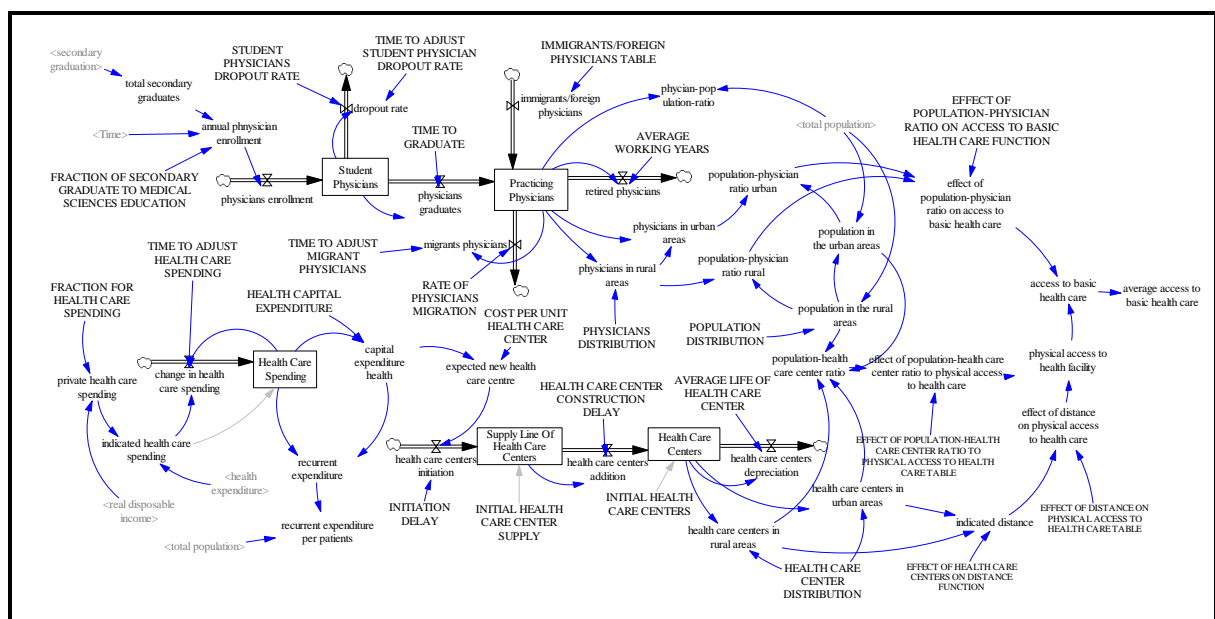 <secondary
graduation>
total secondary
graduates
<Time>
annual phnysician
enrollment
FRACTION OF SECONDARY
GRADUATE TO MEDICAL
SCIENCES EDUCATION
physicians enrollment
STUDENT
PHYSICIANS
DROPOUT RATE
TIME TO ADJUST
STUDENT PHYSICIAN
DROPOUT RATE
dropout rate
Student
Physicians
TIME TO
GRADUATE
physicians
graduates
IMMIGRANTS/FOREIGN
PHYSICIANS TABLE
immigrants/foreign
physicians
Practicing
Physicians
phycian-pop
ulation-ratio
AVERAGE
WORKING YEARS
retired physicians
<total population>
EFFECT OF
POPULATION-PHYSICIAN
RATIO ON ACCESS TO BASIC
HEALTH CARE FUNCTION
population-physician
ratio urban
effect of
population-physician
ratio on access to
basic health care
physicians in urban
areas
population in
the urban areas
population-physician
ratio rural
physicians in rural
areas
population in the rural
areas
PHYSICIANS
DISTRIBUTION
POPULATION
DISTRIBUTION
TIME TO ADJUST
MIGRANT
PHYSICIANS
migrants physicians
RATE OF
PHYSICIANS
MIGRATION
access to basic
health care
average access to
basic health care
TIME TO ADJUST
HEALTH CARE
SPENDING
FRACTION FOR
HEALTH CARE
SPENDING
HEALTH CAPITAL
EXPENDITURE
change in health
care spending
Health Care
Spending
private health care
spending
indicated health care
spending
<health
expenditure>
<real disposable
income>
<total population>
capital
expenditure
health
recurrent
expenditure
recurrent expenditure
per patients
COST PER UNIT
HEALTH CARE
CENTER
expected new health
care centre
health care centers
initiation
INITIATION
DELAY
Supply Line Of
Health Care
Centers
INITIAL HEALTH
CARE CENTER
SUPPLY
HEALTH CARE CENTER
CONSTRUCTION
DELAY
health care centers
addition
Health Care
Centers
INITIAL HEALTH
CARE CENTERS
AVERAGE LIFE OF
HEALTH CARE
CENTER
health care centers
depreciation
population-health
care center ratio
effect of population-health care
center ratio to physical access
to health care
EFFECT OF POPULATION-HEALTH
CARE CENTER RATIO TO
PHYSICAL ACCESS TO HEALTH
CARE TABLE
health care centers in
urban areas
health care centers in
rural areas
HEALTH CARE
CENTER
DISTRIBUTION
physical access to
health facility
effect of distance
on physical access
to health care
indicated distance
EFFECT OF HEALTH CARE
CENTERS ON DISTANCE
FUNCTION
EFFECT OF DISTANCE ON
PHYSICAL ACCESS TO
HEALTH CARE TABLE